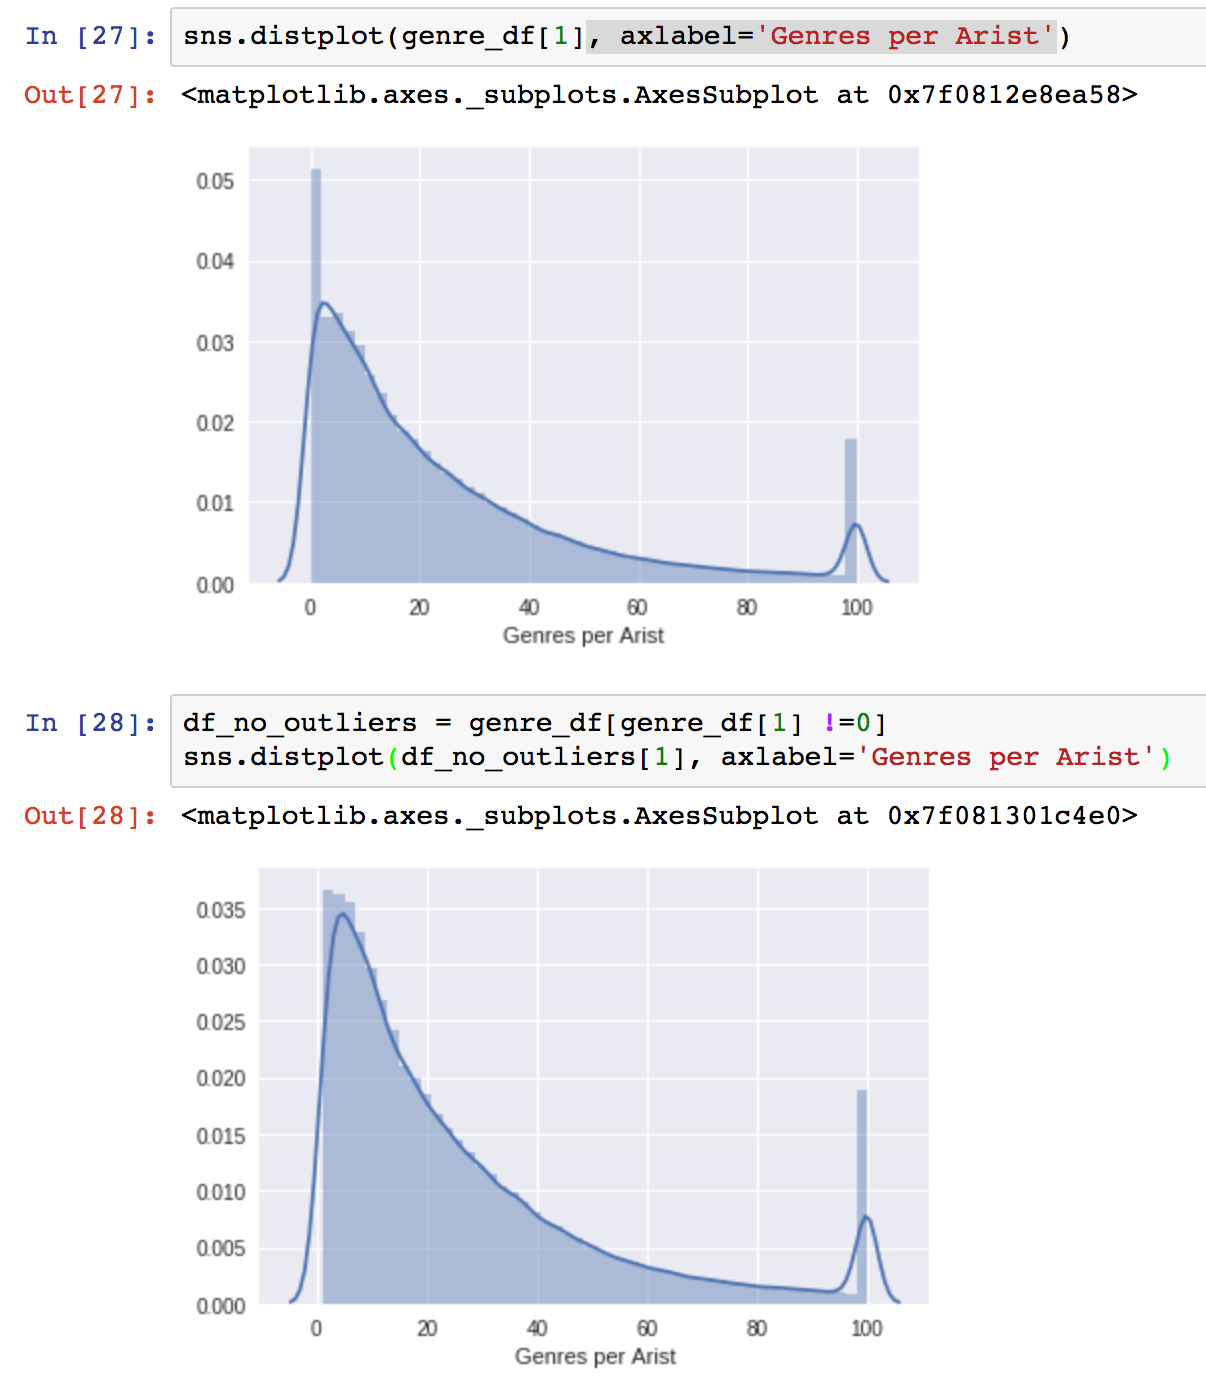 In [27]: sns.distplot(genre_df[1], axlabel='Genres per Arist')
Out[27]: <matplotlib.axes._subplots.AxesSubplot at 0x7f0812e8ea58>
0.05
0.04
0.03
0.02
0.01
0.00
0 20 40 60 80 100
Genres per Arist
In [28]: df_no_outliers = genre_df[genre_df[1] !=0]
sns.distplot(df_no_outliers[1], axlabel='Genres per Arist')
Out[28]: <matplotlib.axes._subplots.AxesSubplot at 0x7f081301c4e0>
0.035
0.030
0.025
0.020
0.015
0.010
0.005
0.000
0 20 40 60 80 100
Genres per Arist